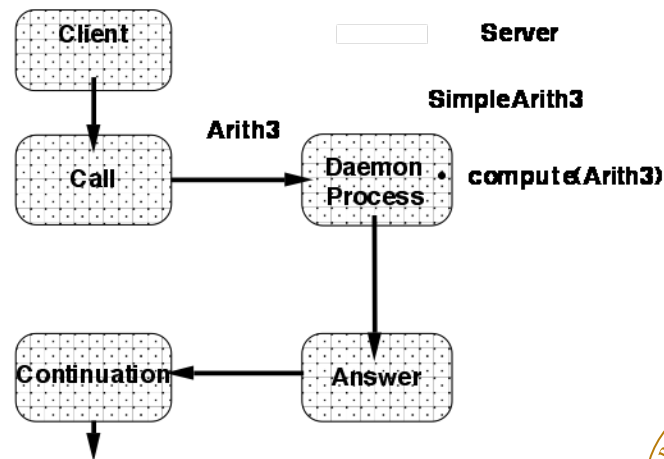 Client
Server
SimpleArith3
Arith3
Call
Daemon
Process
compute(Arith3)
Continuation
Answer